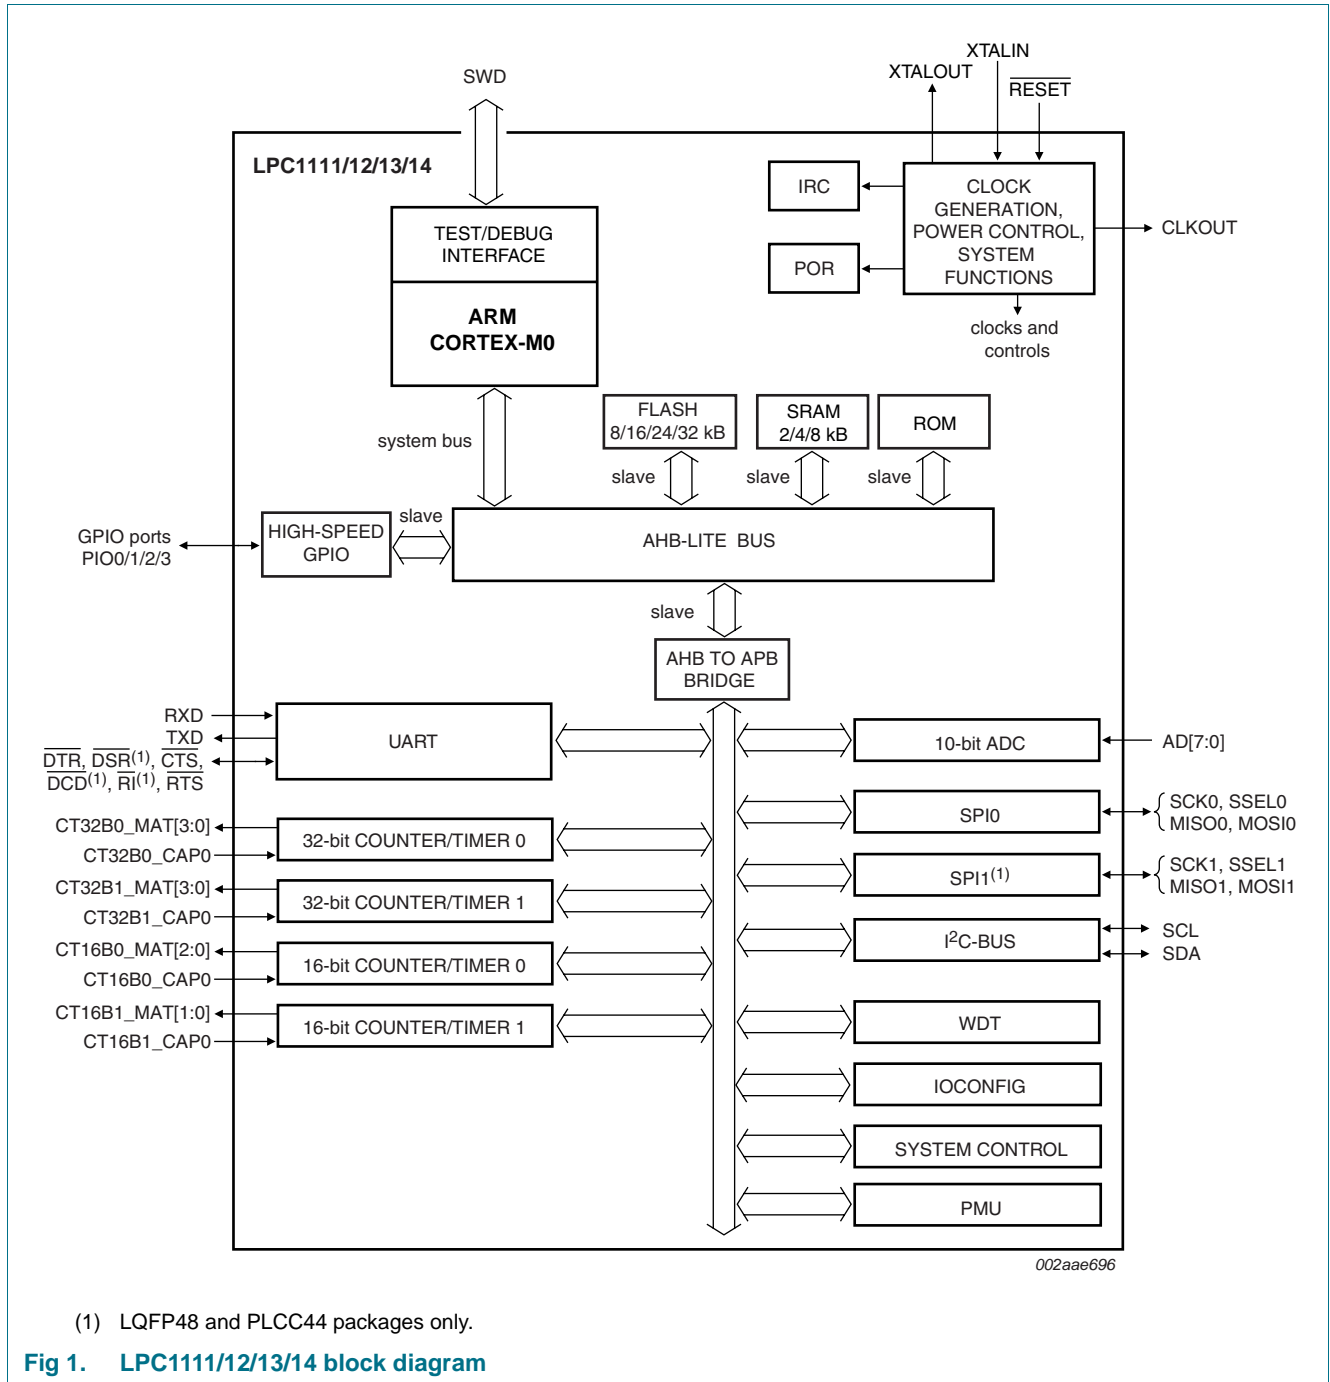 XTALIN
XTALOUT
RESET
SWD
LPC1111/12/13/14
IRC
POR
CLOCK
GENERATION,
POWER CONTROL,
SYSTEM
FUNCTIONS
CLKOUT
clocks and
controls
TEST/DEBUG
INTERFACE
ARM
CORTEX-M0
system bus
FLASH
8/16/24/32 kB
SRAM
2/4/8 kB
ROM
slave
slave
slave
GPIO ports
PIO0/1/2/3
HIGH-SPEED
GPIO
slave
AHB-LITE BUS
slave
AHB TO APB
BRIDGE
RXD
TXD
DTR, DSR(1), CTS,
DCD(1), RI(1), RTS
UART
10-bit ADC
AD[7:0]
CT32B0_MAT[3:0]
CT32B0_CAP0
32-bit COUNTER/TIMER 0
SPI0
SCK0, SSEL0
MISO0, MOSI0
CT32B1_MAT[3:0]
CT32B1_CAP0
32-bit COUNTER/TIMER 1
SPI1(1)
SCK1, SSEL1
MISO1, MOSI1
CT16B0_MAT[2:0]
CT16B0_CAP0
16-bit COUNTER/TIMER 0
I2C-BUS
SCL
SDA
CT16B1_MAT[1:0]
CT16B1_CAP0
16-bit COUNTER/TIMER 1
WDT
IOCONFIG
SYSTEM CONTROL
PMU
002aae696
(1) LQFP48 and PLCC44 packages only.
Fig 1. LPC1111/12/13/14 block diagram